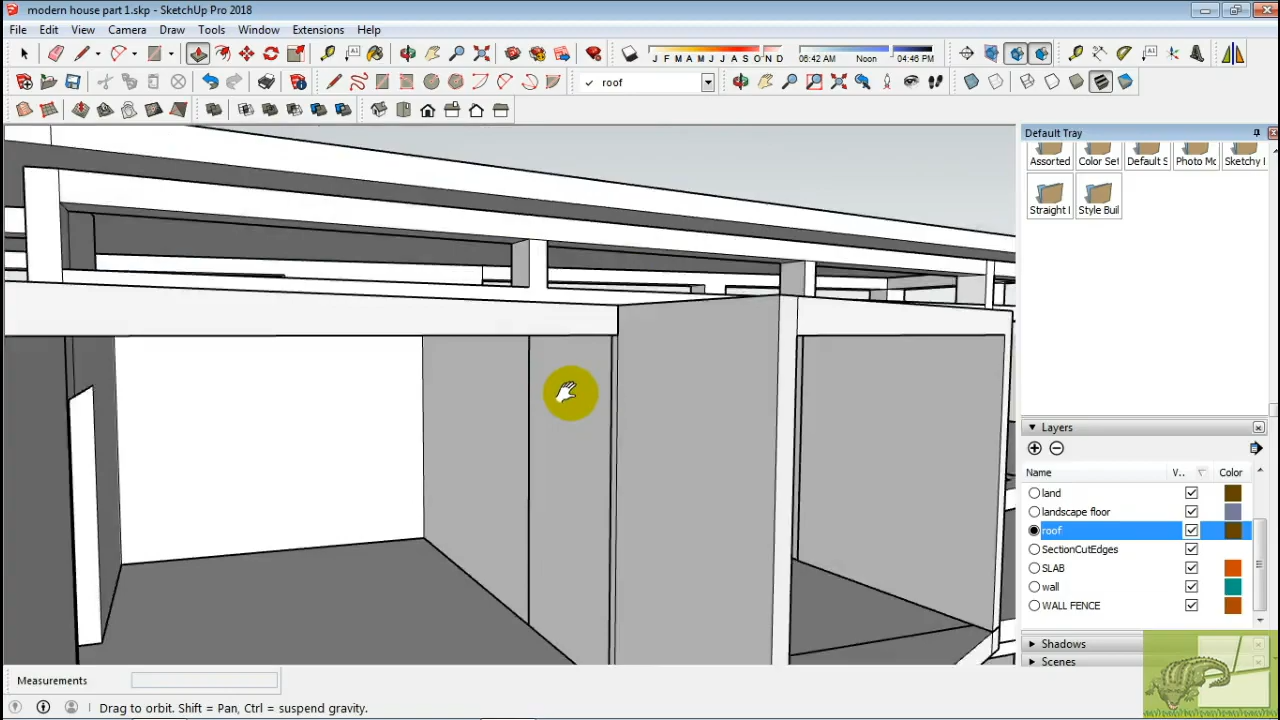 modern house part 1.skp - SketchUp Pro 2018
File Edit View Camera Draw Tools Window Extensions Help
J F M A M J J A S O N D 06:42 AM Noon 04:46 PM
✓ roof
Default Tray
Assorted Color Se Default S Photo Mo Sketchy
Straight Style Buil
Layers
Name V.. Color
land
landscape floor
roof
SectionCutEdges
SLAB
wall
WALL FENCE
Shadows
Scenes
Measurements
Drag to orbit. Shift = Pan, Ctrl = suspend gravity.